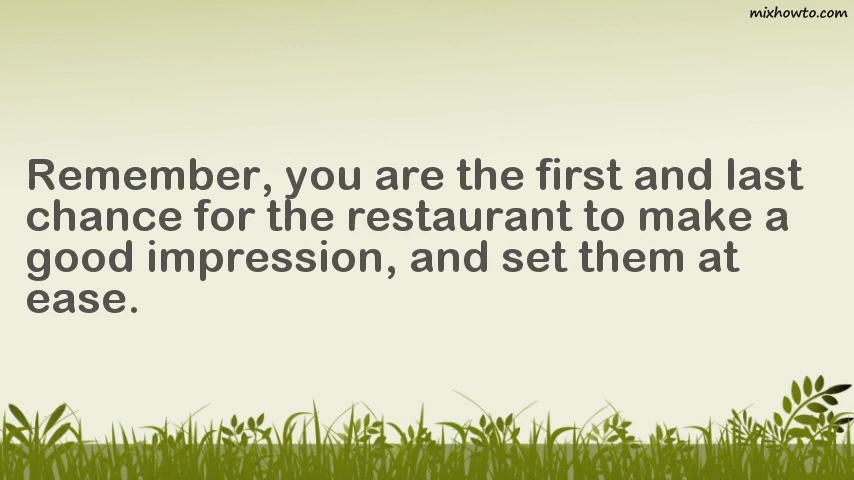 mixhowto.com
Remember, you are the first and last
chance for the restaurant to make a
good impression, and set them at
ease.